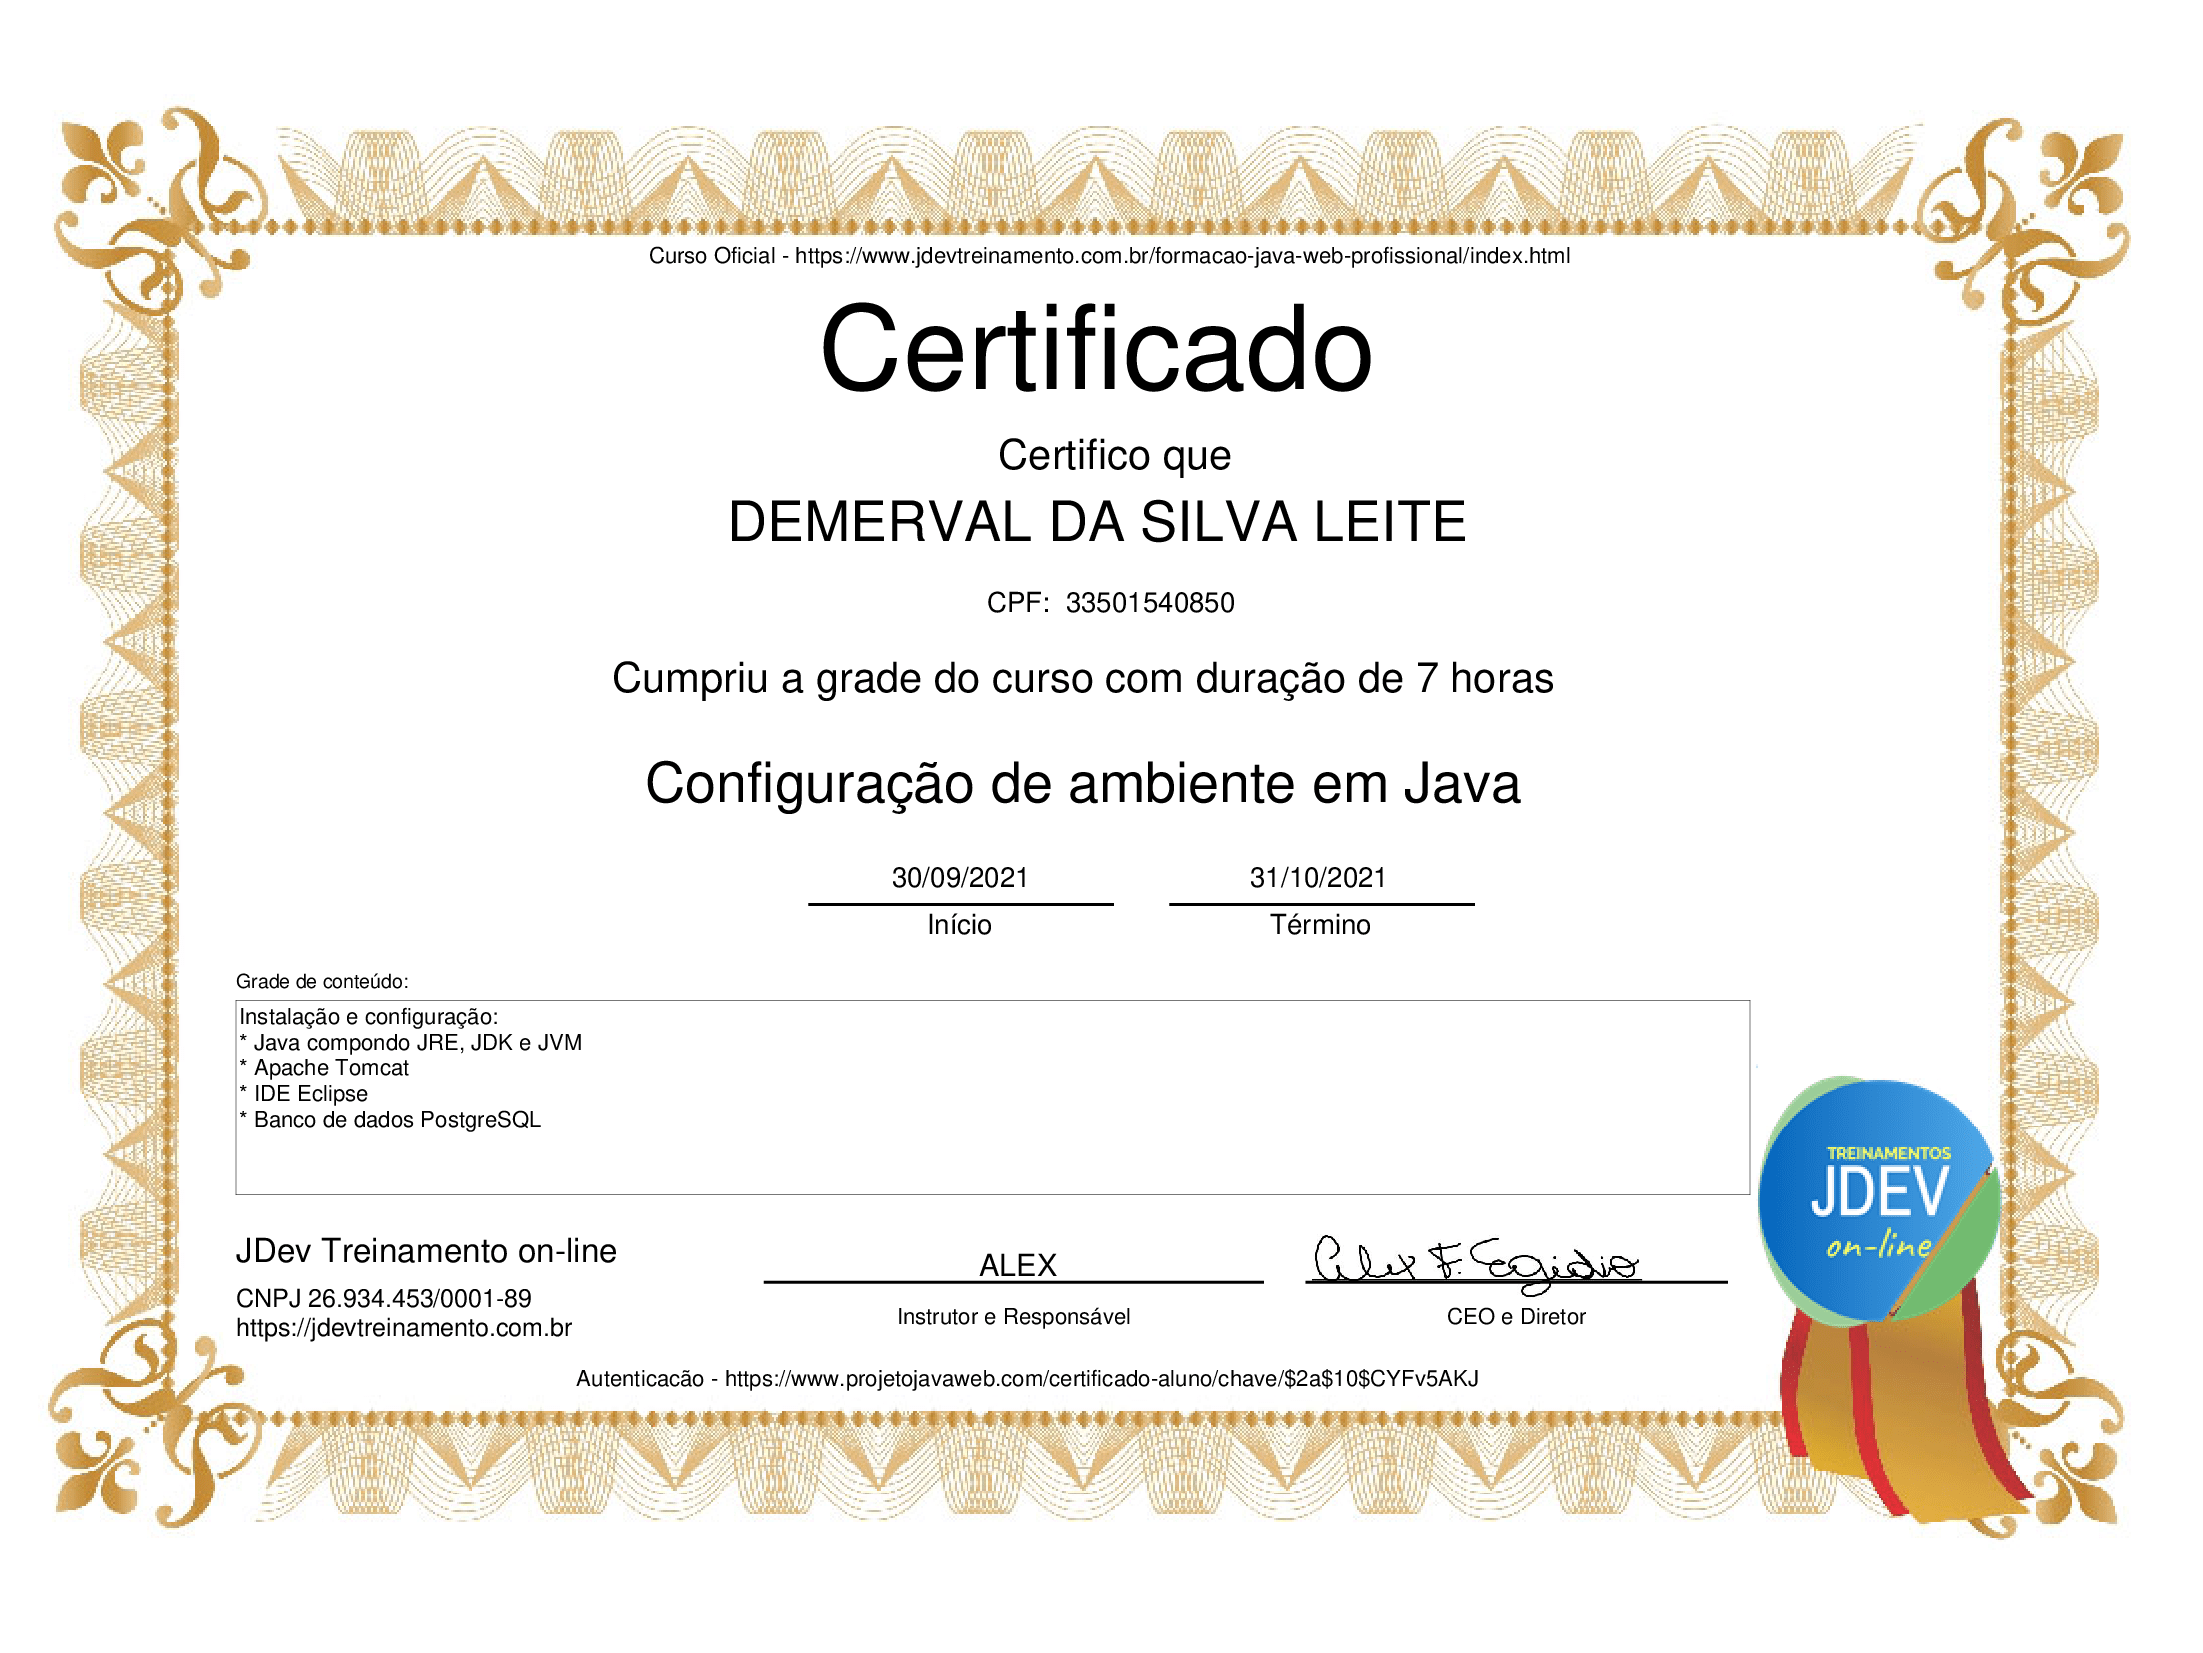 Curso Oficial - https://www.jdevtreinamento.com.br/formacao-java-web-profissional/index.html
Certificado
Certifico que
DEMERVAL DA SILVA LEITE
CPF: 33501540850
Cumpriu a grade do curso com duração de 7 horas
Configuração de ambiente em Java
30/09/2021 31/10/2021
Início Término
Grade de conteúdo:
Instalação e configuração:
* Java compondo JRE, JDK e JVM
* Apache Tomcat
* IDE Eclipse
* Banco de dados PostgreSQL
TREINAMENTOS
JDEV
on-line
JDev Treinamento on-line
ALEX Alex F. Egidio
CNPJ 26.934.453/0001-89
Instrutor e Responsável CEO e Diretor
https://jdevtreinamento.com.br
Autenticacão - https://www.projetojavaweb.com/certificado-aluno/chave/$2a$10$CYFv5AKJ